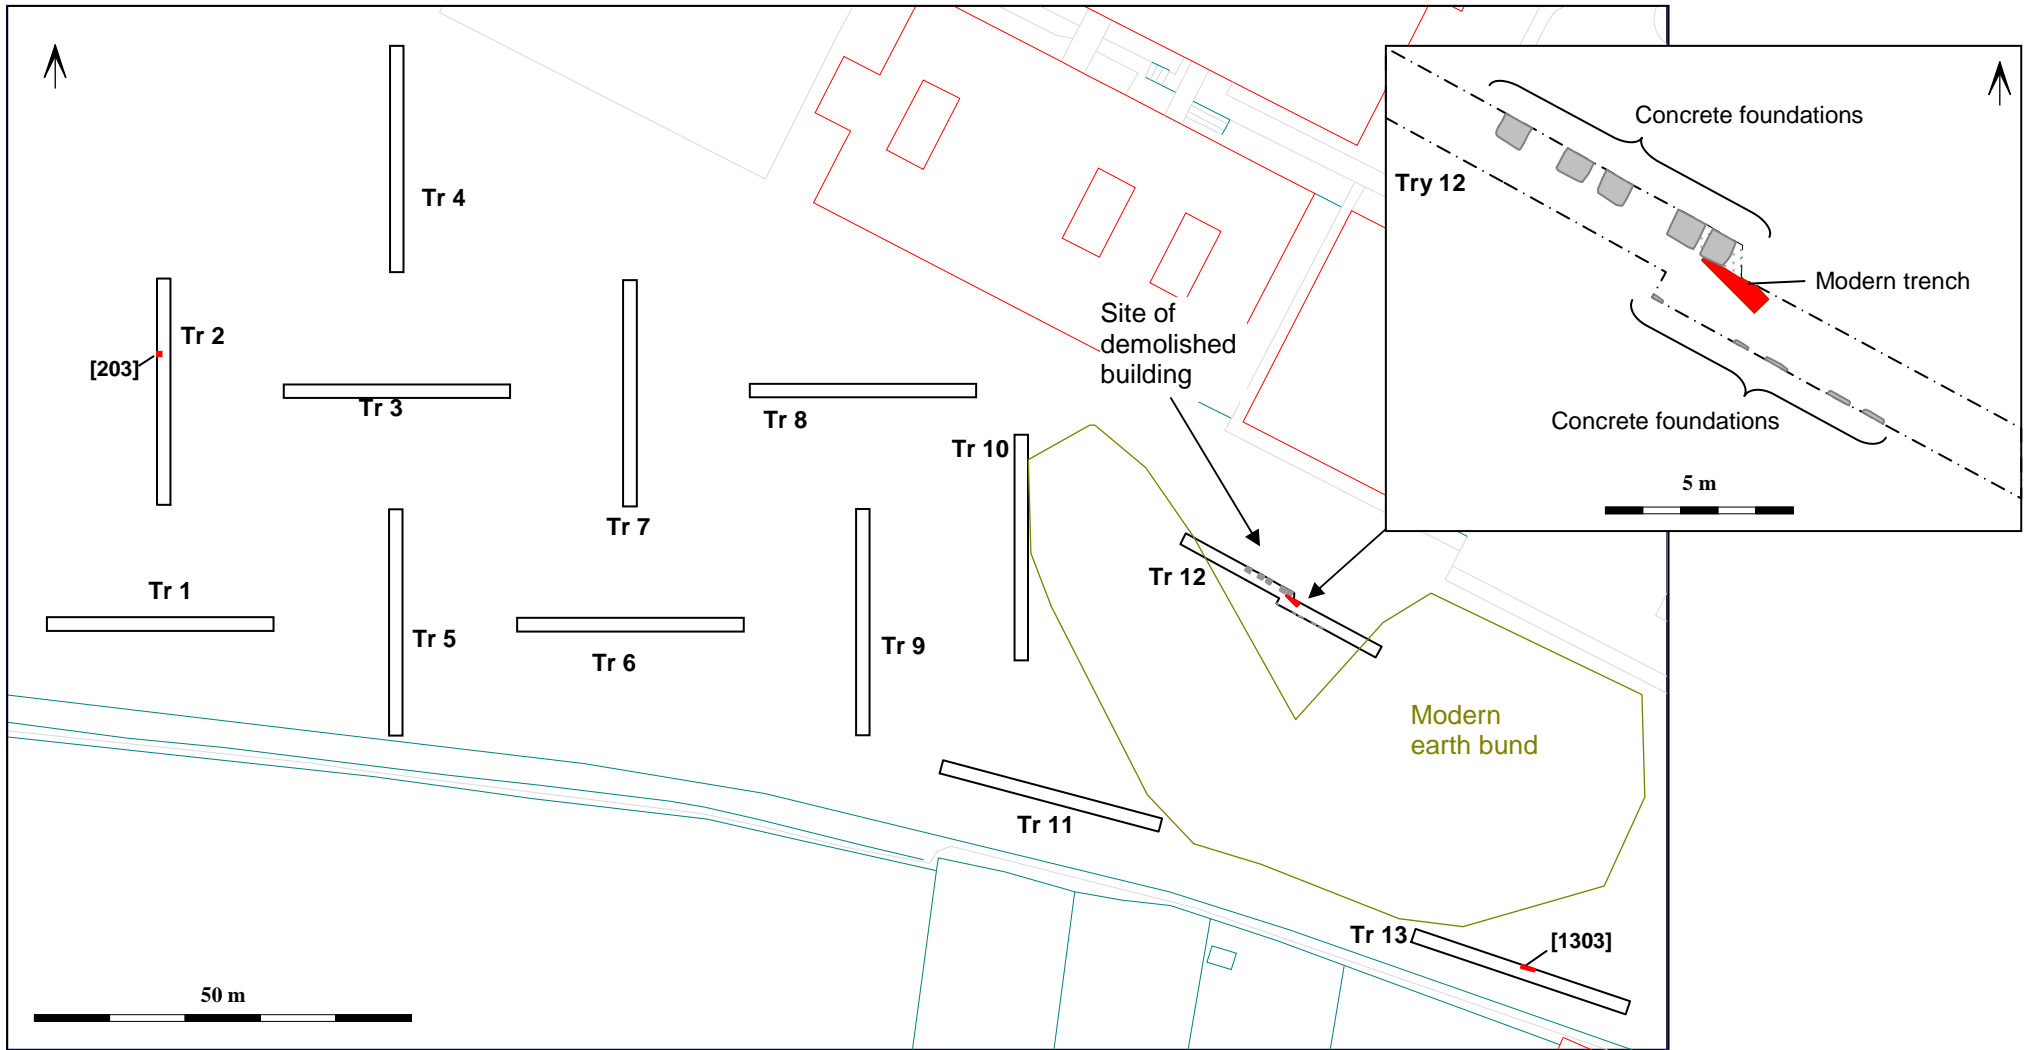 Tr 4
Concrete foundations
Try 12
Modern trench
Concrete foundations
5 m
Tr 2
[203]
Site of
demolished
building
Tr 3
Tr 8
Tr 10
Tr 7
Tr 12
Tr 1
Tr 5
Tr 6
Tr 9
Modern
earth bund
Tr 11
Tr 13
[1303]
50 m